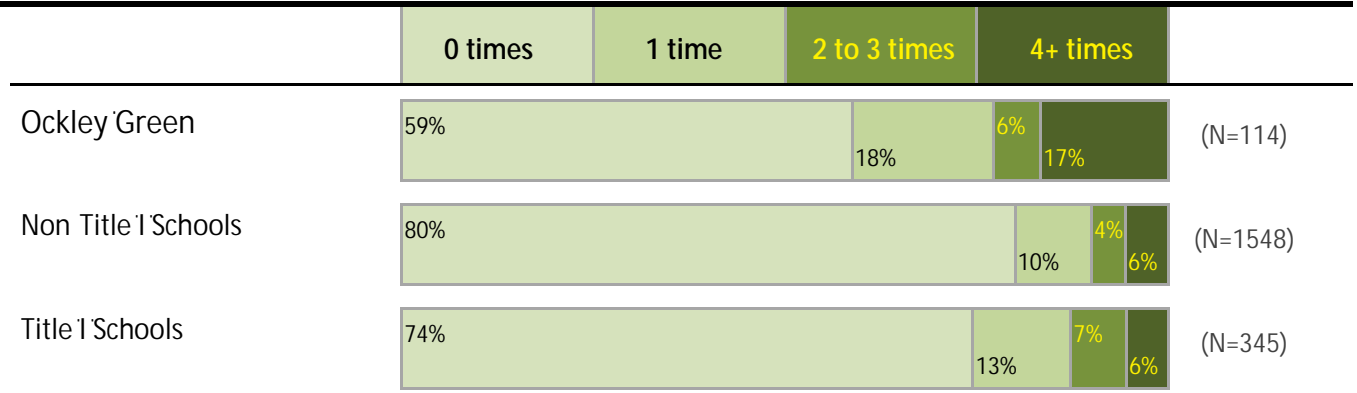 0 times 1 time 2 to 3 times 4+ times
Ockley Green 59% 18% 6% 17% (N=114)
Non Title I Schools 80% 10% 4% 6% (N=1548)
Title I Schools 74% 13% 7% 6% (N=345)